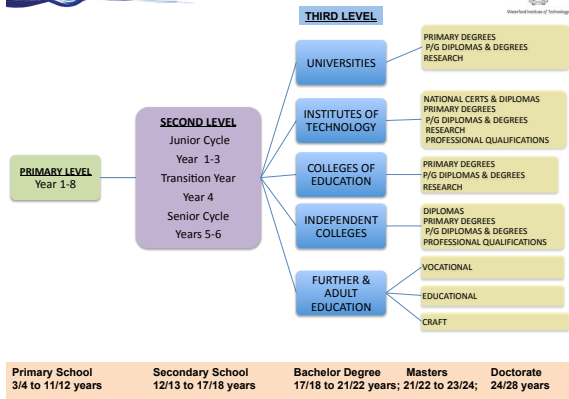 THIRD LEVEL
Waterford Institute of Technology
PRIMARY LEVEL
Year 1-8
SECOND LEVEL
Junior Cycle
Year 1-3
Transition Year
Year 4
Senior Cycle
Years 5-6
UNIVERSITIES
PRIMARY DEGREES
P/G DIPLOMAS & DEGREES
RESEARCH
INSTITUTES OF
TECHNOLOGY
NATIONAL CERTS & DIPLOMAS
PRIMARY DEGREES
P/G DIPLOMAS & DEGREES
RESEARCH
PROFESSIONAL QUALIFICATIONS
COLLEGES OF
EDUCATION
PRIMARY DEGREES
P/G DIPLOMAS & DEGREES
RESEARCH
INDEPENDENT
COLLEGES
DIPLOMAS
PRIMARY DEGREES
P/G DIPLOMAS & DEGREES
PROFESSIONAL QUALIFICATIONS
FURTHER &
ADULT
EDUCATION
VOCATIONAL
EDUCATIONAL
CRAFT
Primary School Secondary School Bachelor Degree Masters Doctorate
3/4 to 11/12 years 12/13 to 17/18 years 17/18 to 21/22 years; 21/22 to 23/24; 24/28 years